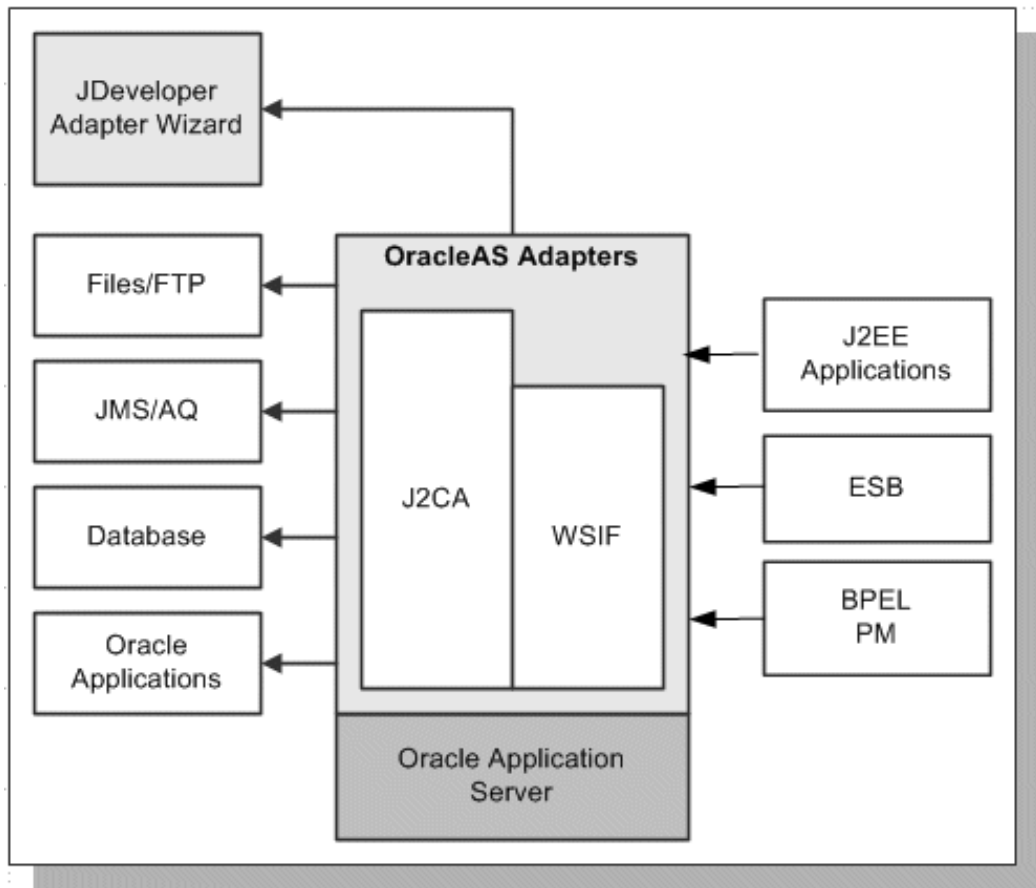 JDeveloper
Adapter Wizard
Files/FTP
JMS/AQ
Database
Oracle
Applications
OracleAS Adapters
J2CA
WSIF
Oracle Application
Server
J2EE
Applications
ESB
BPEL
PM